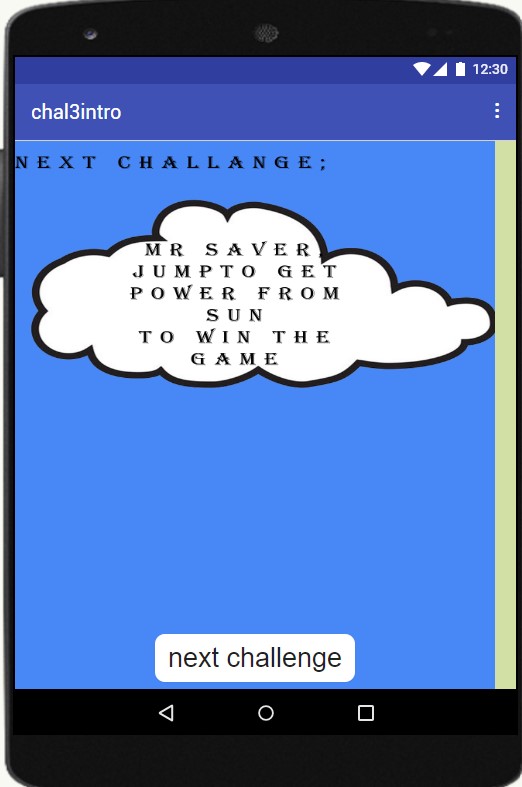 12:30
chal3intro
NEXT CHALLANGE;
MR SAVER,
JUMPTO GET
POWER FROM
SUN
TO WIN THE
GAME
next challenge